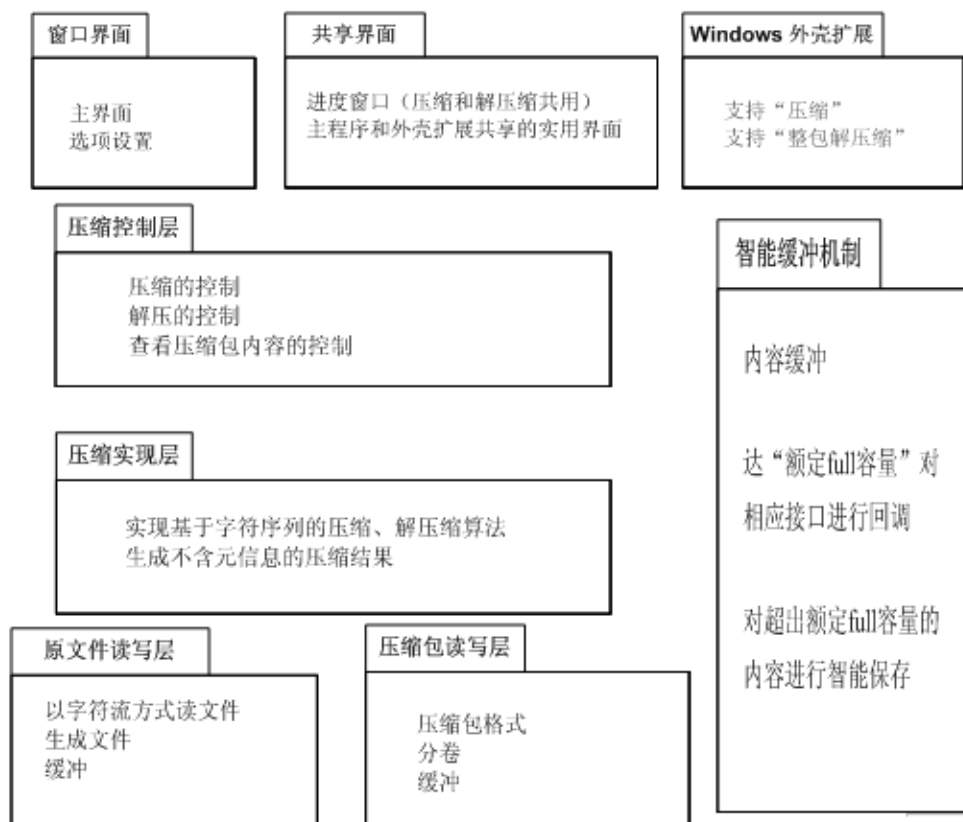 窗口界面
主界面
选项设置
共享界面
进度窗口（压缩和解压缩共用）
主程序和外壳扩展共享的实用界面
Windows 外壳扩展
支持“压缩”
支持“整包解压缩”
压缩控制层
压缩的控制
解压的控制
查看压缩包内容的控制
智能缓冲机制
内容缓冲
达“额定full容量”对
相应接口进行回调
对超出额定full容量的
内容进行智能保存
压缩实现层
实现基于字符序列的压缩、解压缩算法
生成不含元信息的压缩结果
原文件读写层
以字符流方式读文件
生成文件
缓冲
压缩包读写层
压缩包格式
分卷
缓冲